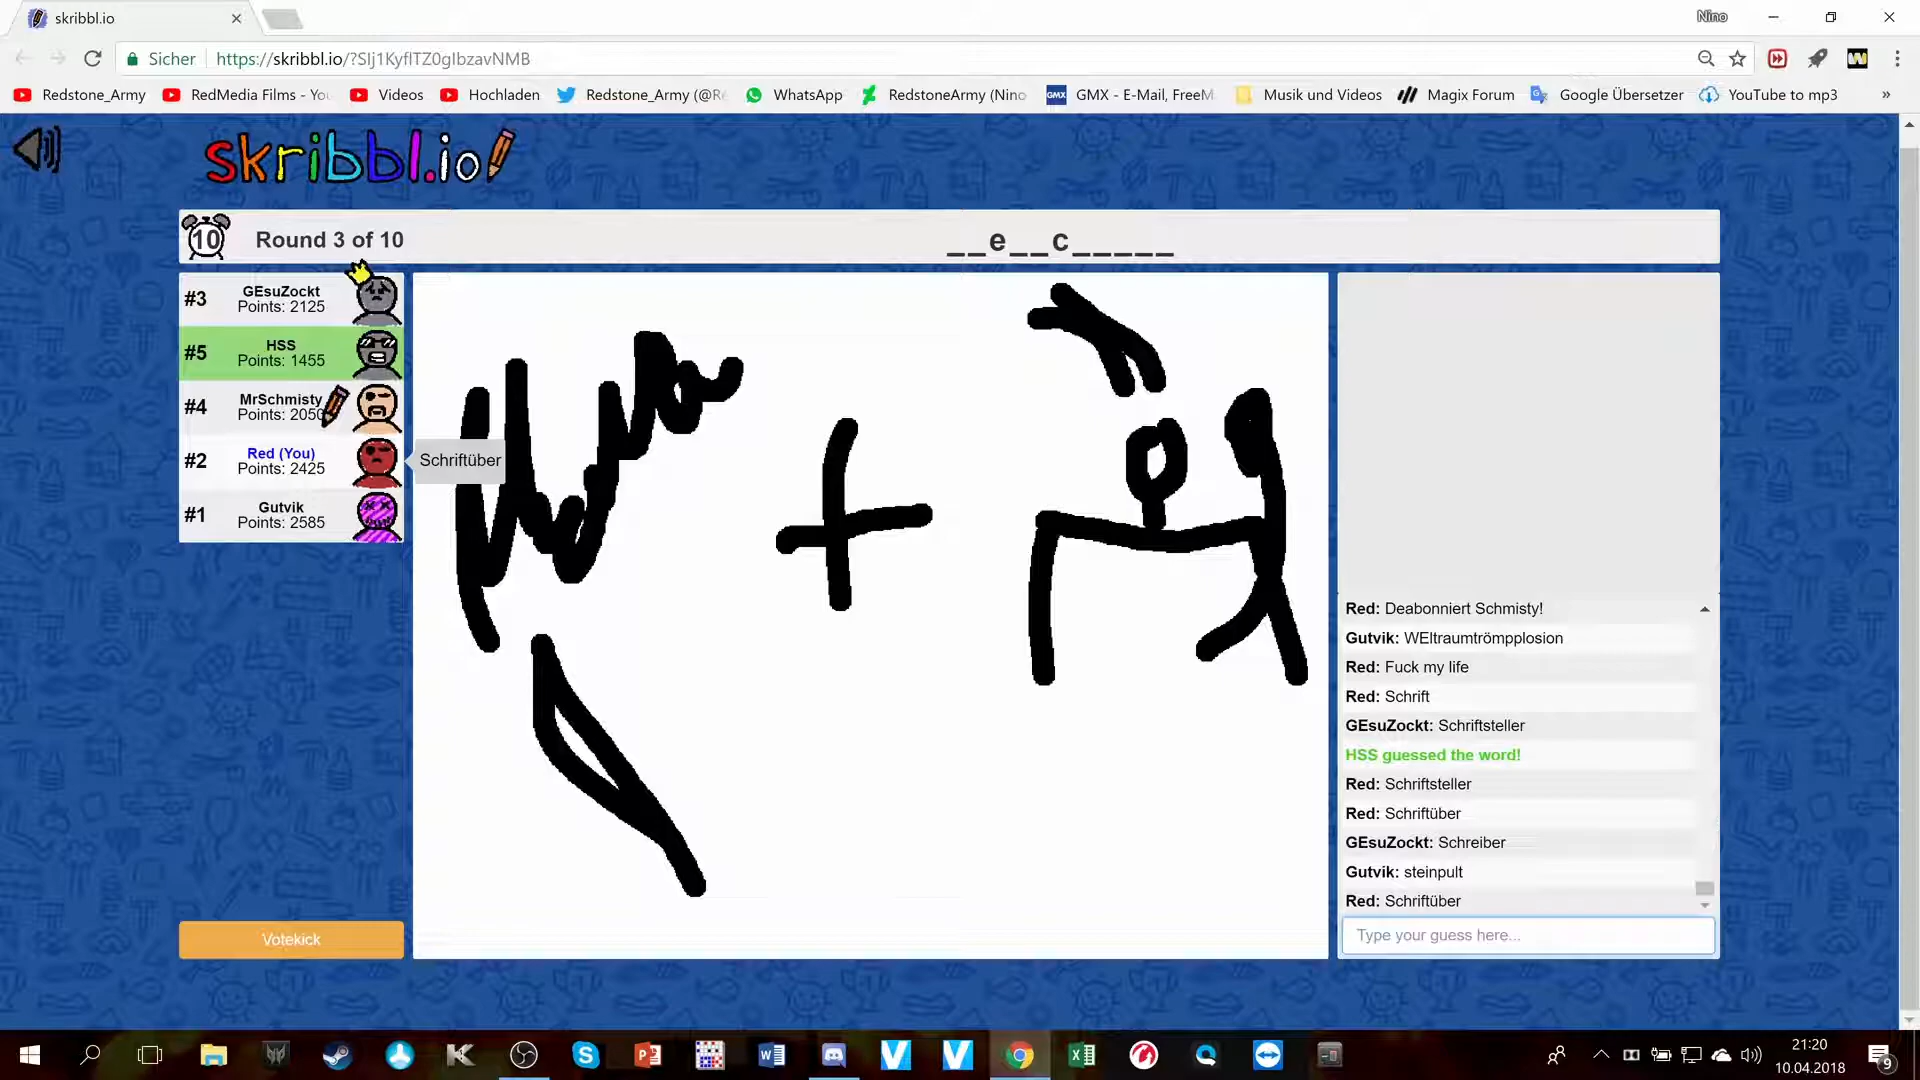 skribbl.io
Nino
Sicher https://skribbl.io/?SIj1KyflTZ0gIbzavNMB
Redstone_Army
RedMedia Films - You
Videos
Hochladen
Redstone_Army (@Re
WhatsApp
RedstoneArmy (Nino
GMX - E-Mail, FreeM
Musik und Videos
Magix Forum
Google Übersetzer
YouTube to mp3
»
skribbl.io
10
Round 3 of 10
__e__c_____
#3
GEsuZockt
Points: 2125
#5
HSS
Points: 1455
#4
MrSchmisty
Points: 2050
#2
Red (You)
Points: 2425
Schriftüber
#1
Gutvik
Points: 2585
Votekick
Red: Deabonniert Schmisty!
Gutvik: WEltraumtrömpplosion
Red: Fuck my life
Red: Schrift
GEsuZockt: Schriftsteller
HSS guessed the word!
Red: Schriftsteller
Red: Schriftüber
GEsuZockt: Schreiber
Gutvik: steinpult
Red: Schriftüber
Type your guess here...
21:20
10.04.2018
9